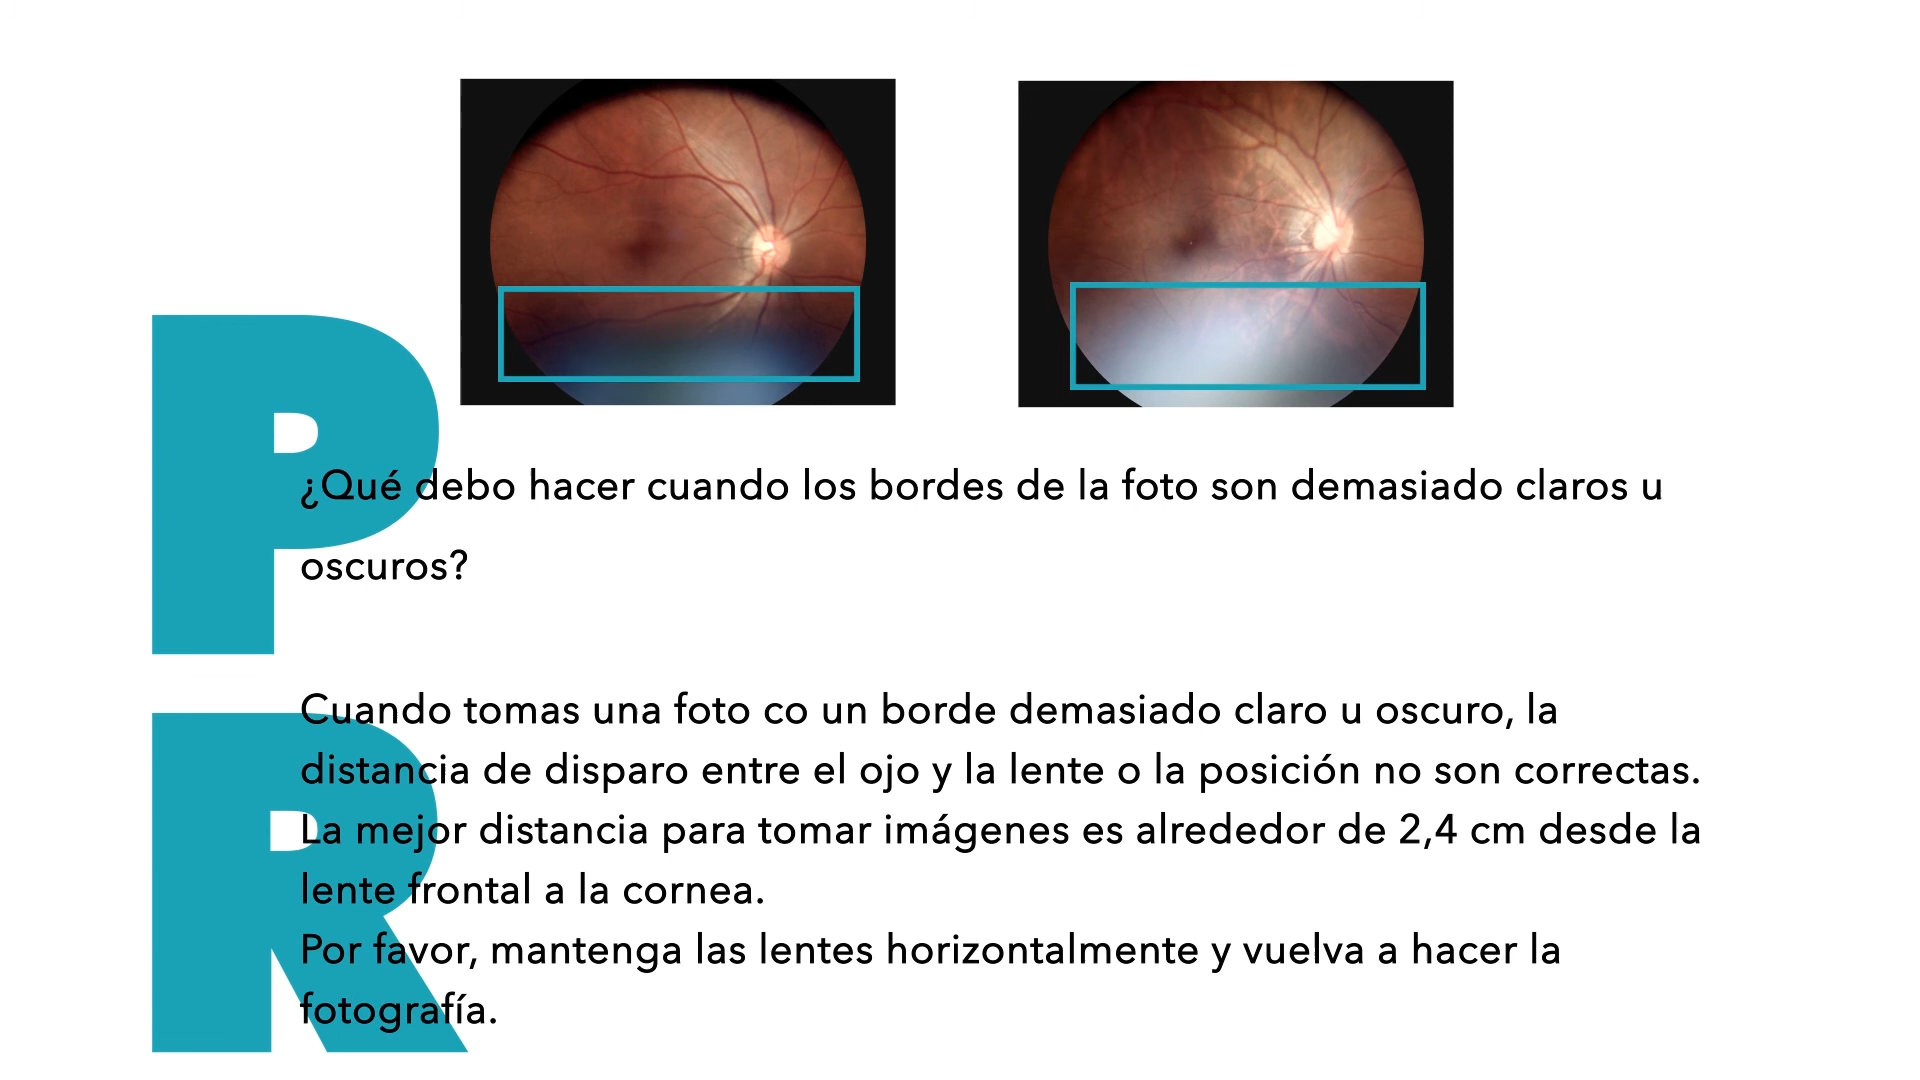 P
¿Qué debo hacer cuando los bordes de la foto son demasiado claros u
oscuros?
R
Cuando tomas una foto co un borde demasiado claro u oscuro, la
distancia de disparo entre el ojo y la lente o la posición no son correctas.
La mejor distancia para tomar imágenes es alrededor de 2,4 cm desde la
lente frontal a la cornea.
Por favor, mantenga las lentes horizontalmente y vuelva a hacer la
fotografía.